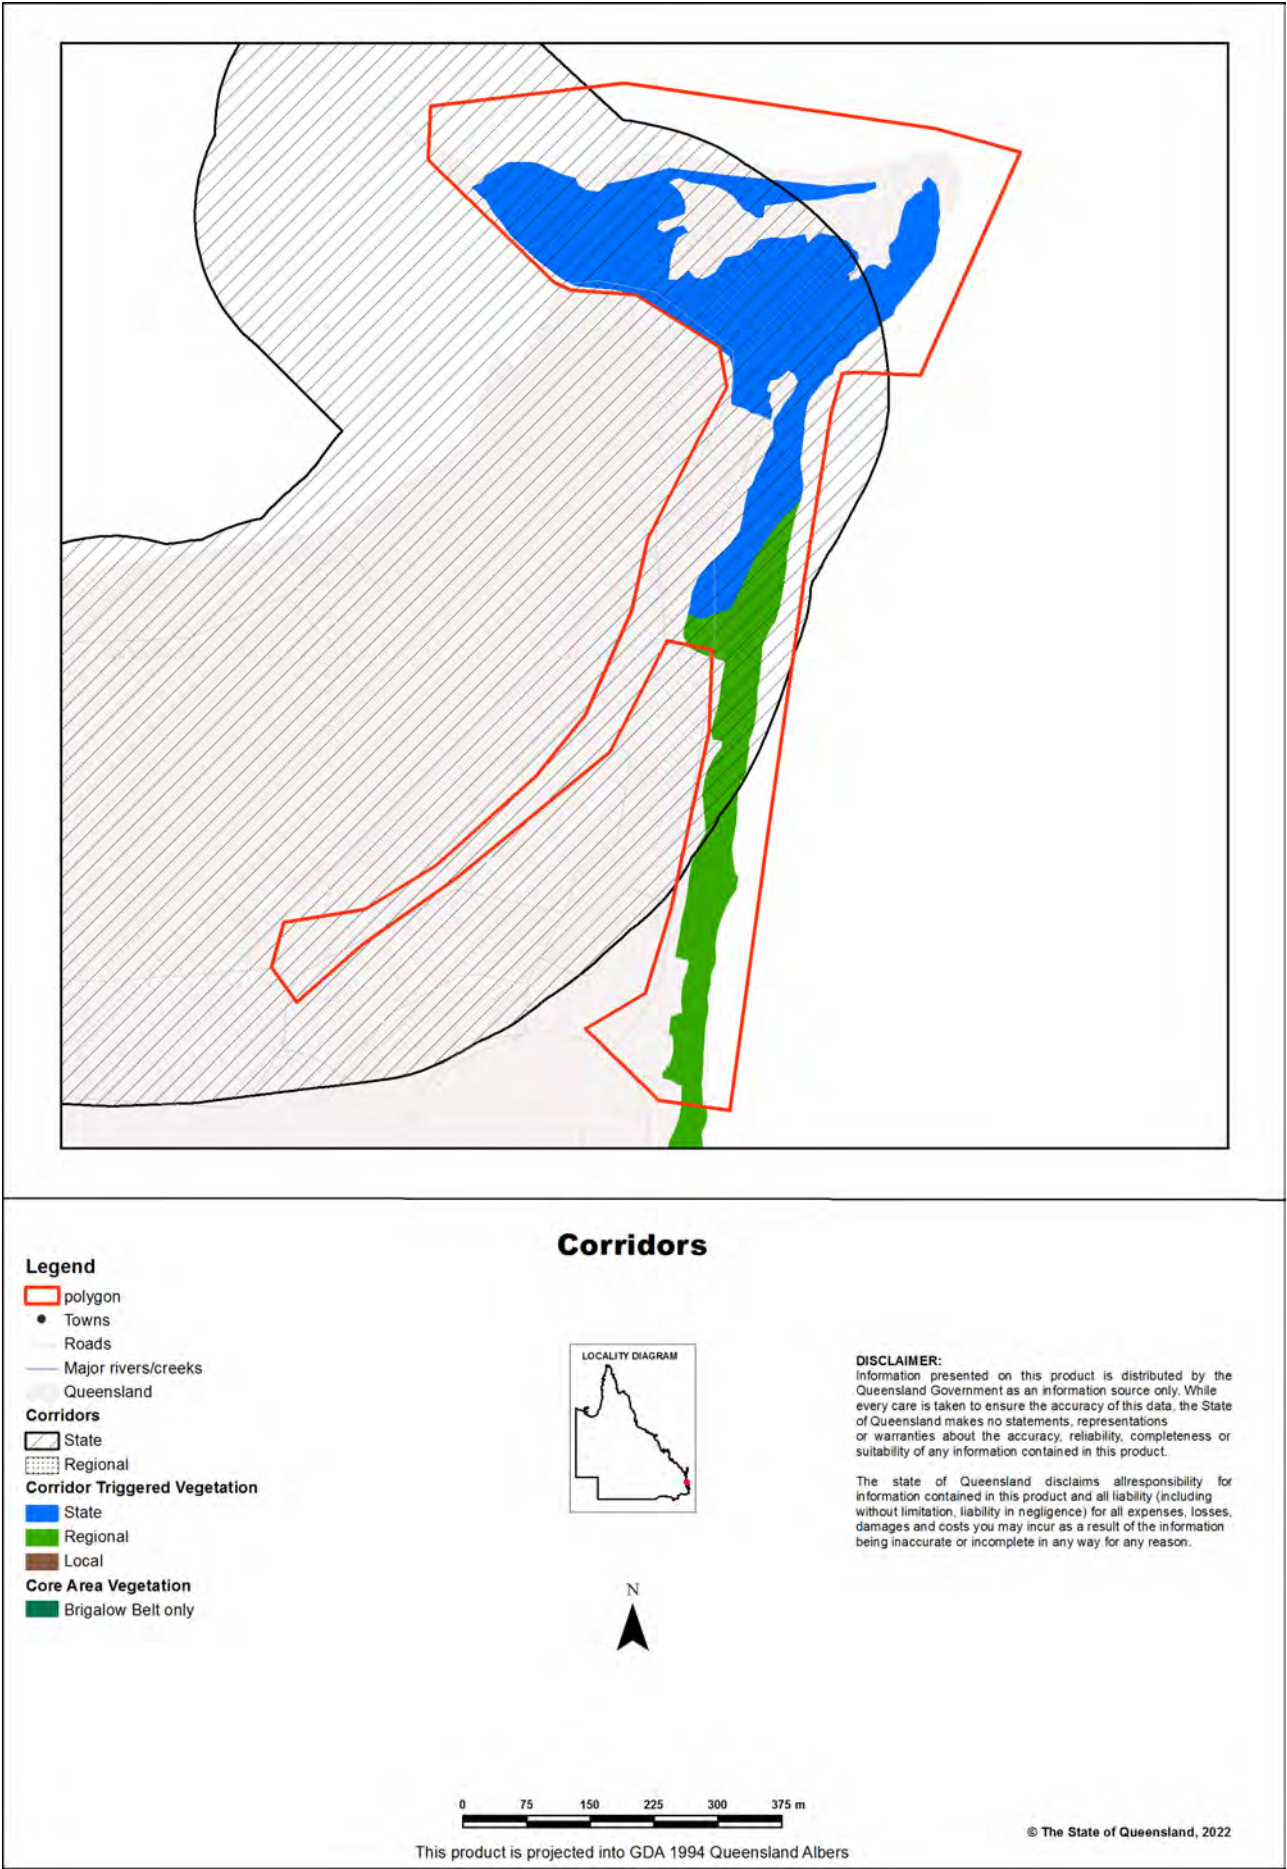 Corridors
Legend
polygon
Towns
Roads
Major rivers/creeks
Queensland
Corridors
State
Regional
Corridor Triggered Vegetation
State
Regional
Local
Core Area Vegetation
Brigalow Belt only
LOCALITY DIAGRAM
N
DISCLAIMER:
Information presented on this product is distributed by the
Queensland Government as an information source only. While
every care is taken to ensure the accuracy of this data, the State
of Queensland makes no statements, representations
or warranties about the accuracy, reliability, completeness or
suitability of any information contained in this product.
The state of Queensland disclaims allresponsibility for
information contained in this product and all liability (including
without limitation, liability in negligence) for all expenses, losses,
damages and costs you may incur as a result of the information
being inaccurate or incomplete in any way for any reason.
0 75 150 225 300 375 m
This product is projected into GDA 1994 Queensland Albers
© The State of Queensland, 2022